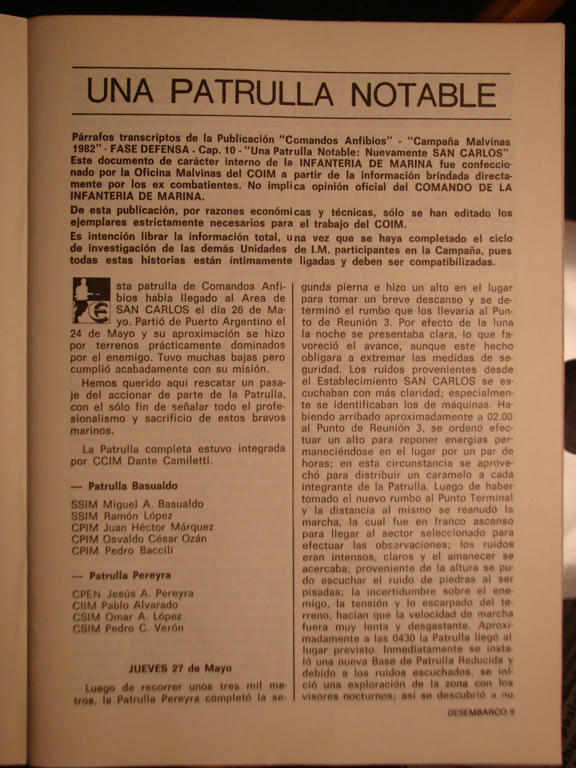 UNA PATRULLA NOTABLE
Párrafos transcriptos de la Publicación "Comandos Anfibios" - "Campaña Malvinas
1982" - FASE DEFENSA - Cap. 10 - "Una Patrulla Notable: Nuevamente SAN CARLOS".
Este documento de carácter interno de la INFANTERIA DE MARINA fue confeccio-
nado por la Oficina Malvinas del COIM a partir de la información brindada directa-
mente por los ex combatientes. No implica opinión oficial del COMANDO DE LA
INFANTERIA DE MARINA.
De esta publicación, por razones económicas y técnicas, sólo se han editado los
ejemplares estrictamente necesarios para el trabajo del COIM.
Es intención librar la información total, una vez que se haya completado el ciclo
de investigación de las demás Unidades de I.M. participantes en la Campaña, pues
todas estas historias están íntimamente ligadas y deben ser compatibilizadas.
Esta patrulla de Comandos Anfi-
bios había llegado al Area de
SAN CARLOS el día 26 de Ma-
yo. Partió de Puerto Argentino el
24 de Mayo y su aproximación se hizo
por terrenos prácticamente dominados
por el enemigo. Tuvo muchas bajas pero
cumplió acabadamente con su misión.
Hemos querido aquí rescatar un pasa-
je del accionar de parte de la Patrulla,
con el sólo fin de señalar todo el profe-
sionalismo y sacrificio de estos bravos
marinos.
La Patrulla completa estuvo integrada
por CCIM Dante Camiletti.
— Patrulla Basualdo
SSIM Miguel A. Basualdo
SSIM Ramón López
CPIM Juan Héctor Márquez
CPIM Osvaldo César Ozán
CPIM Pedro Baccili
— Patrulla Pereyra
CPEN Jesús A. Pereyra
CIIM Pablo Alvarado
CSIM Omar A. López
CSIM Pedro C. Verón
JUEVES 27 de Mayo
Luego de recorrer unos tres mil me-
tros, la Patrulla Pereyra completó la se-
gunda pierna e hizo un alto en el lugar
para tomar un breve descanso y se de-
terminó el rumbo que los llevaría al Pun-
to de Reunión 3. Por efecto de la luna
la noche se presentaba clara, lo que fa-
voreció el avance, aunque este hecho
obligara a extremar las medidas de se-
guridad. Los ruidos provenientes desde
el Establecimiento SAN CARLOS se es-
cuchaban con más claridad; especialmen-
te se identificaban los de máquinas. Ha-
biendo arribado aproximadamente a 02.00
al Punto de Reunión 3, se ordenó efec-
tuar un alto para reponer energías per-
maneciéndose en el lugar por un par de
horas; en esta circunstancia se aprove-
chó para distribuir un caramelo a cada
integrante de la Patrulla. Luego de haber
tomado el nuevo rumbo al Punto Terminal
y la distancia al mismo se reanudó la
marcha, la cual fue en franco ascenso
para llegar al sector seleccionado para
efectuar las observaciones; los ruidos
eran intensos, claros y el amanecer se
acercaba; proveniente de la altura se pu-
do escuchar el ruido de piedras al ser
pisadas; la incertidumbre sobre el ene-
migo, la tensión y lo escarpado del te-
rreno, hacían que la velocidad de marcha
fuera muy lenta y desgastante. Aproxi-
madamente a las 0430 la Patrulla llegó al
lugar previsto. Inmediatamente se insta-
ló una nueva Base de Patrulla Reducida y
debido a los ruidos escuchados, se ini-
ció una exploración de la zona con los
visores nocturnos; así se descubrió a no
DESEMBARCO 9